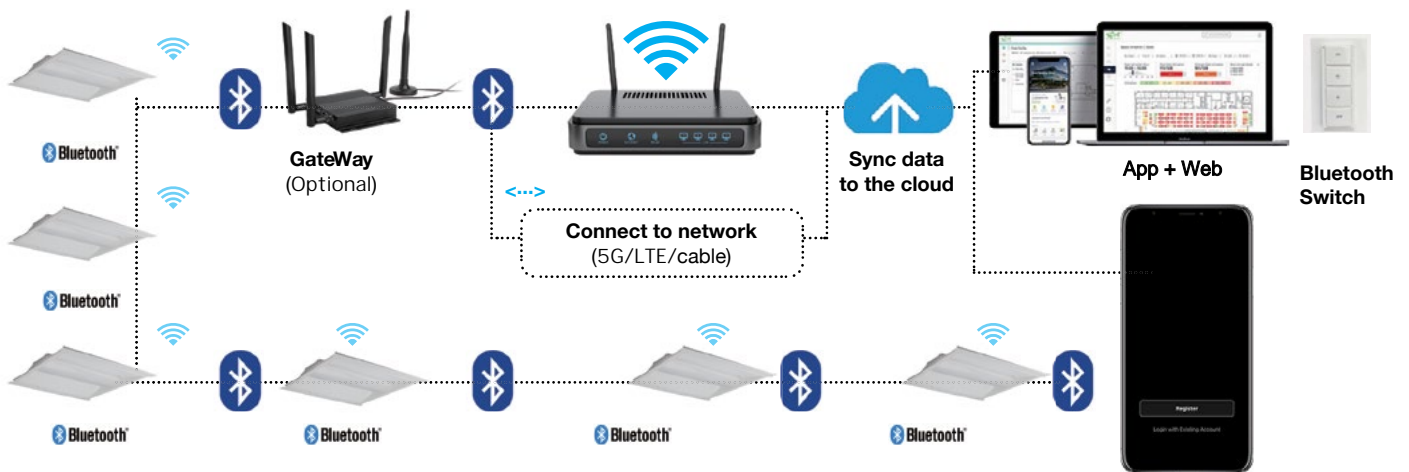 Bluetooth®
GateWay
(Optional)
<···>
Connect to network
(5G/LTE/cable)
Sync data
to the cloud
App + Web
Bluetooth
Switch
Bluetooth®
Bluetooth®
Bluetooth®
Bluetooth®
Bluetooth®
Register
Login with Existing Account